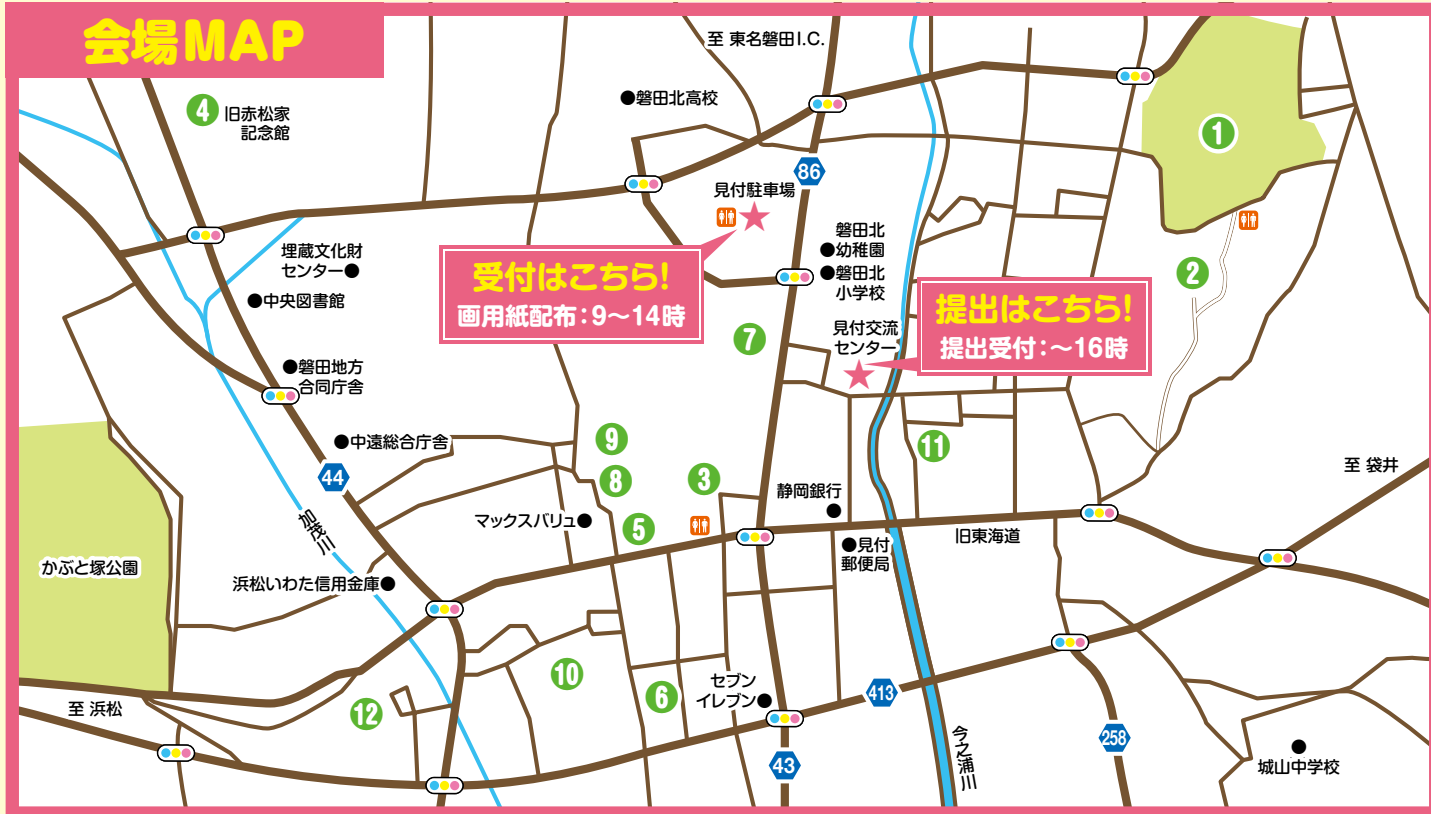 会場MAP
至 東名磐田I.C.
●磐田北高校
4
旧赤松家
記念館
1
86
見付駐車場
磐田北
●幼稚園
●磐田北
小学校
埋蔵文化財
センター●
●中央図書館
受付はこちら!
画用紙配布:9〜14時
2
提出はこちら!
提出受付:〜16時
見付交流
センター
7
●磐田地方
合同庁舎
●中遠総合庁舎
9
11
44
8
3
静岡銀行
至 袋井
加茂川
マックスバリュ●
5
旧東海道
●見付
郵便局
かぶと塚公園
浜松いわた信用金庫●
10
6
セブン
イレブン●
413
至 浜松
12
43
今之浦川
258
城山中学校